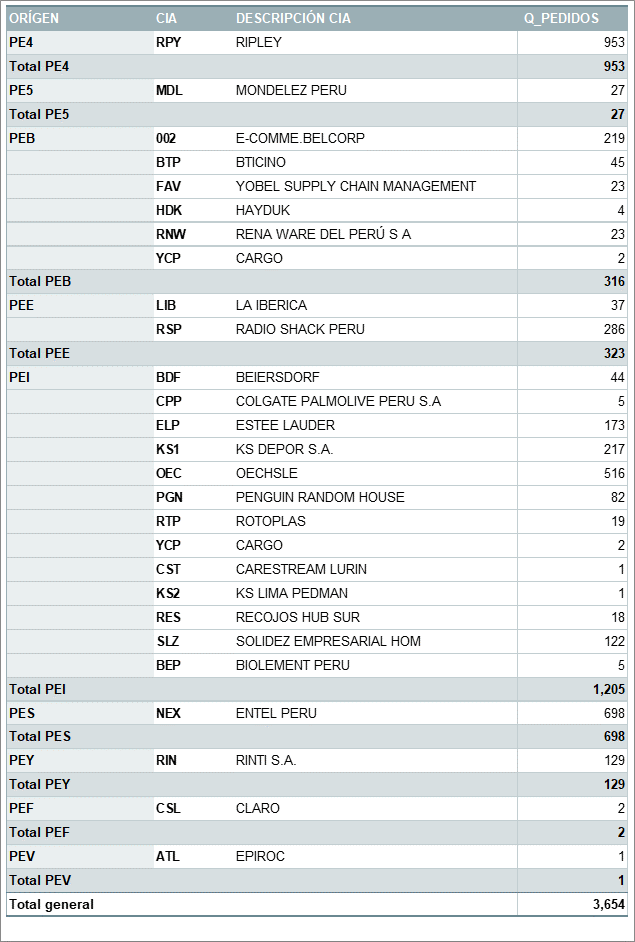 ORÍGEN CIA DESCRIPCIÓN CIA Q_PEDIDOS
PE4 RPY RIPLEY 953
Total PE4 953
PE5 MDL MONDELEZ PERU 27
Total PE5 27
PEB 002 E-COMME.BELCORP 219
BTP BTICINO 45
FAV YOBEL SUPPLY CHAIN MANAGEMENT 23
HDK HAYDUK 4
RNW RENA WARE DEL PERÚ S A 23
YCP CARGO 2
Total PEB 316
PEE LIB LA IBERICA 37
RSP RADIO SHACK PERU 286
Total PEE 323
PEI BDF BEIERSDORF 44
CPP COLGATE PALMOLIVE PERU S.A 5
ELP ESTEE LAUDER 173
KS1 KS DEPOR S.A. 217
OEC OECHSLE 516
PGN PENGUIN RANDOM HOUSE 82
RTP ROTOPLAS 19
YCP CARGO 2
CST CARESTREAM LURIN 1
KS2 KS LIMA PEDMAN 1
RES RECOJOS HUB SUR 18
SLZ SOLIDEZ EMPRESARIAL HOM 122
BEP BIOLEMENT PERU 5
Total PEI 1,205
PES NEX ENTEL PERU 698
Total PES 698
PEY RIN RINTI S.A. 129
Total PEY 129
PEF CSL CLARO 2
Total PEF 2
PEV ATL EPIROC 1
Total PEV 1
Total general 3,654